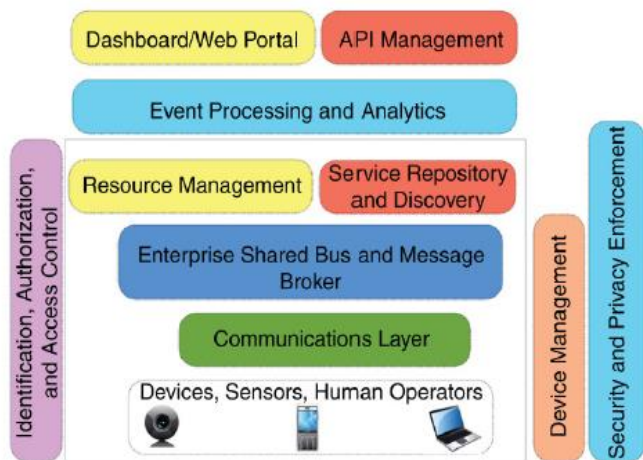 Dashboard/Web Portal
API Management
Event Processing and Analytics
Identification, Authorization,
and Access Control
Resource Management
Service Repository
and Discovery
Enterprise Shared Bus and Message
Broker
Communications Layer
Devices, Sensors, Human Operators
Device Management
Security and Privacy Enforcement